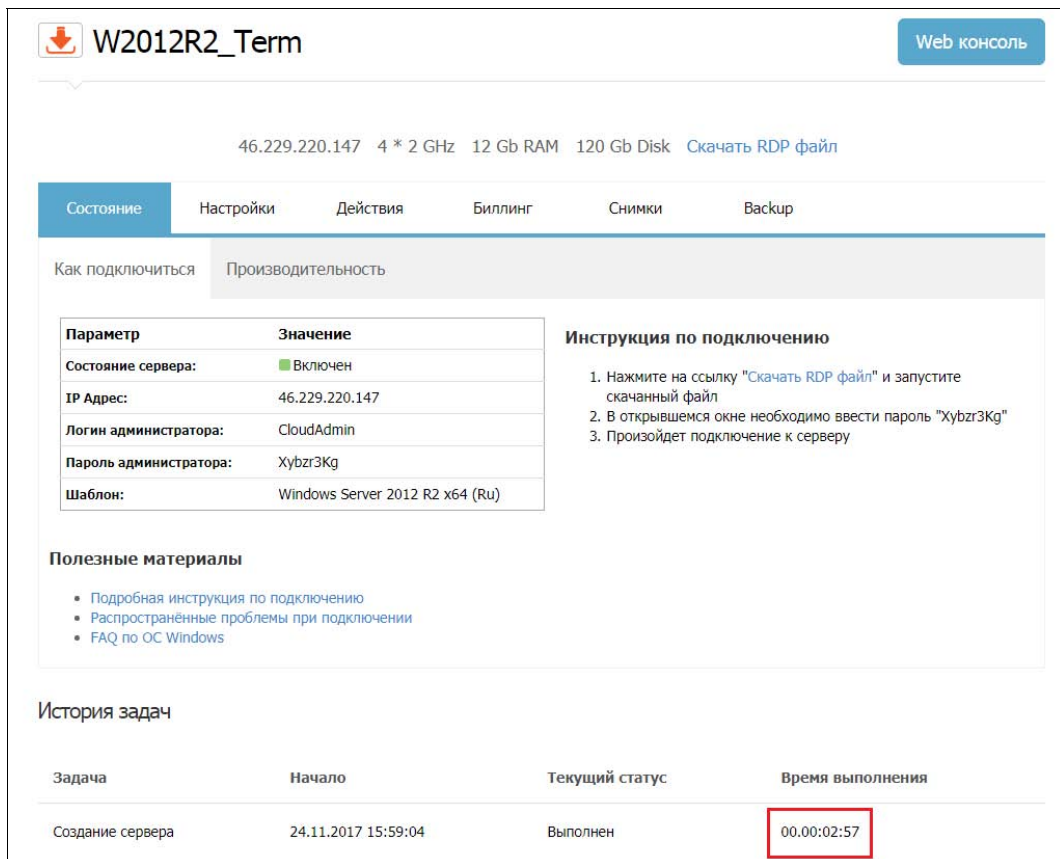 W2012R2_Term
Web консоль
46.229.220.147 4 * 2 GHz 12 Gb RAM 120 Gb Disk Скачать RDP файл
Состояние Настройки Действия Биллинг Снимки Backup
Как подключиться Производительность
Параметр Значение
Состояние сервера: Включен
IP Адрес: 46.229.220.147
Логин администратора: CloudAdmin
Пароль администратора: Xybzr3Kg
Шаблон: Windows Server 2012 R2 x64 (Ru)
Инструкция по подключению
1. Нажмите на ссылку "Скачать RDP файл" и запустите
скачанный файл
2. В открывшемся окне необходимо ввести пароль "Xybzr3Kg"
3. Произойдет подключение к серверу
Полезные материалы
Подробная инструкция по подключению
Распространённые проблемы при подключении
FAQ по ОС Windows
История задач
Задача Начало Текущий статус Время выполнения
Создание сервера 24.11.2017 15:59:04 Выполнен 00.00:02:57